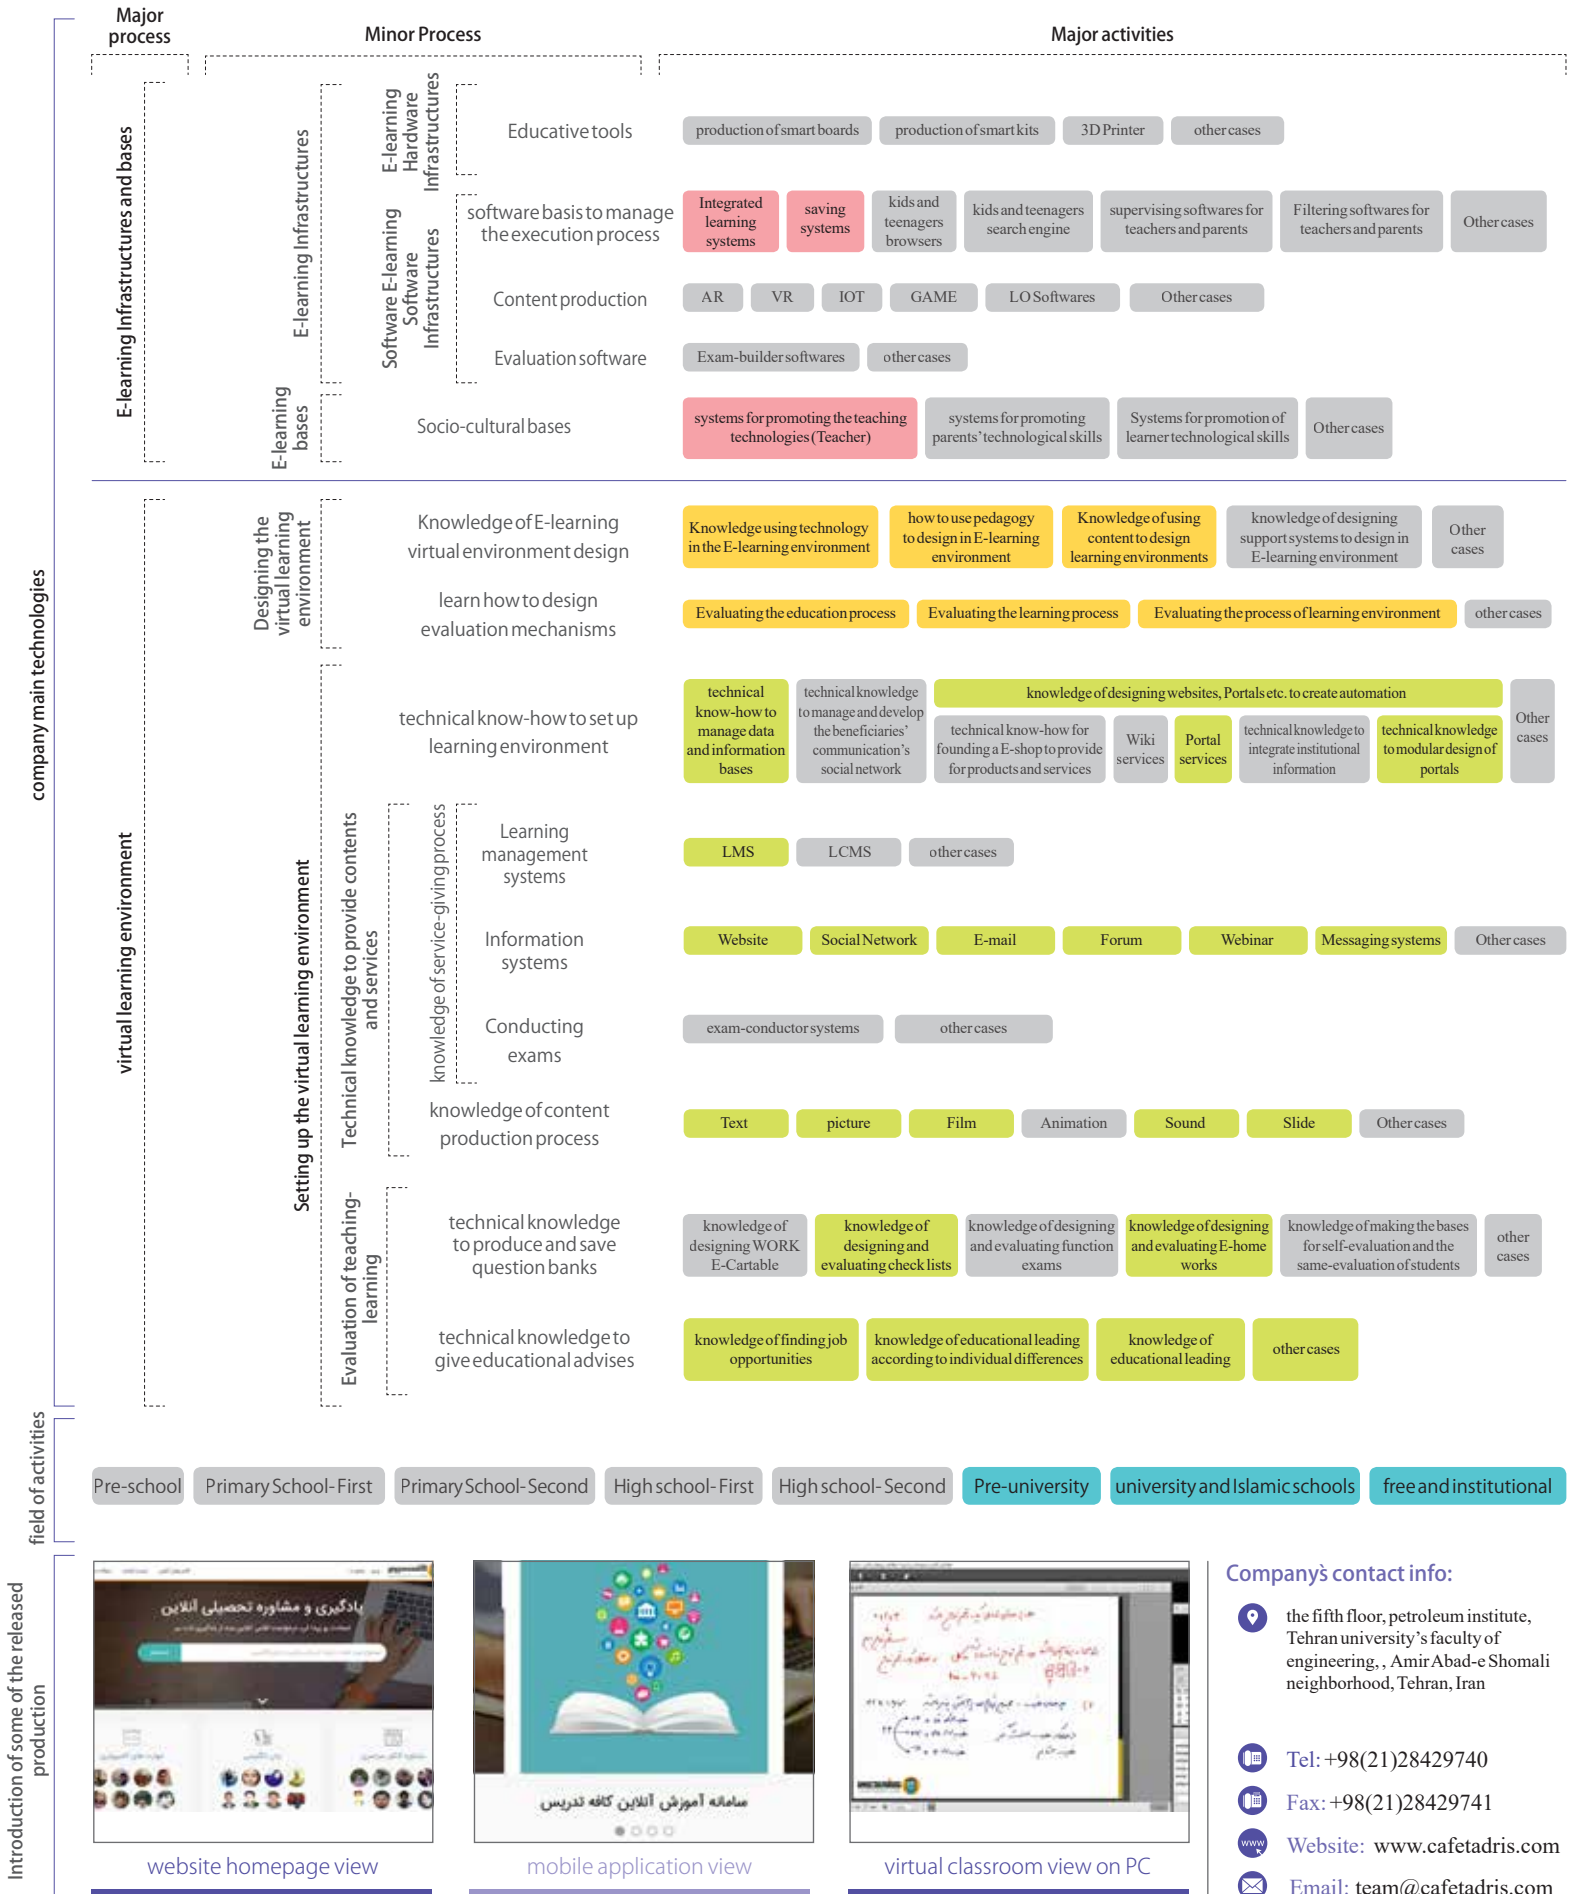 Major
process
Minor Process
Major activities
company main technologies
E-learning Infrastructures and bases
E-learning Infrastructures
E-learning
Hardware
Infrastructures
Educative tools
production of smart boards
production of smart kits
3D Printer
other cases
Software E-learning
Software
Infrastructures
software basis to manage
the execution process
Integrated
learning
systems
saving
systems
kids and
teenagers
browsers
kids and teenagers
search engine
supervising softwares for
teachers and parents
Filtering softwares for
teachers and parents
Other cases
Content production
AR
VR
IOT
GAME
LO Softwares
Other cases
Evaluation software
Exam-builder softwares
other cases
E-learning
bases
Socio-cultural bases
systems for promoting the teaching
technologies (Teacher)
systems for promoting
parents' technological skills
Systems for promotion of
learner technological skills
Other cases
virtual learning environment
Designing the
virtual learning
environment
Knowledge of E-learning
virtual environment design
Knowledge using technology
in the E-learning environment
how to use pedagogy
to design in E-learning
environment
Knowledge of using
content to design
learning environments
knowledge of designing
support systems to design in
E-learning environment
Other
cases
learn how to design
evaluation mechanisms
Evaluating the education process
Evaluating the learning process
Evaluating the process of learning environment
other cases
Setting up the virtual learning environment
technical know-how to set up
learning environment
technical
know-how to
manage data
and information
bases
technical knowledge
to manage and develop
the beneficiaries'
communication's
social network
knowledge of designing websites, Portals etc. to create automation
technical know-how for
founding a E-shop to provide
for products and services
Wiki
services
Portal
services
technical knowledge to
integrate institutional
information
technical knowledge
to modular design of
portals
Other
cases
Technical knowledge to provide contents
and services
knowledge of service-giving process
Learning
management
systems
LMS
LCMS
other cases
Information
systems
Website
Social Network
E-mail
Forum
Webinar
Messaging systems
Other cases
Conducting
exams
exam-conductor systems
other cases
knowledge of content
production process
Text
picture
Film
Animation
Sound
Slide
Other cases
Evaluation of teaching-
learning
technical knowledge
to produce and save
question banks
knowledge of
designing WORK
E-Cartable
knowledge of
designing and
evaluating check lists
knowledge of designing
and evaluating function
exams
knowledge of designing
and evaluating E-home
works
knowledge of making the bases
for self-evaluation and the
same-evaluation of students
other
cases
technical knowledge to
give educational advises
knowledge of finding job
opportunities
knowledge of educational leading
according to individual differences
knowledge of
educational leading
other cases
field of activities
Pre-school
Primary School- First
Primary School- Second
High school- First
High school- Second
Pre-university
university and Islamic schools
free and institutional
Introduction of some of the released
production
یادگیری و مشاوره تحصیلی آنلاین
website homepage view
سامانه آموزش آنلاین کافه تدریس
mobile application view
virtual classroom view on PC
Company's contact info:
the fifth floor, petroleum institute,
Tehran university's faculty of
engineering, , Amir Abad-e Shomali
neighborhood, Tehran, Iran
Tel: +98(21)28429740
Fax: +98(21)28429741
www
Website: www.cafetadris.com
Email: team@cafetadris.com